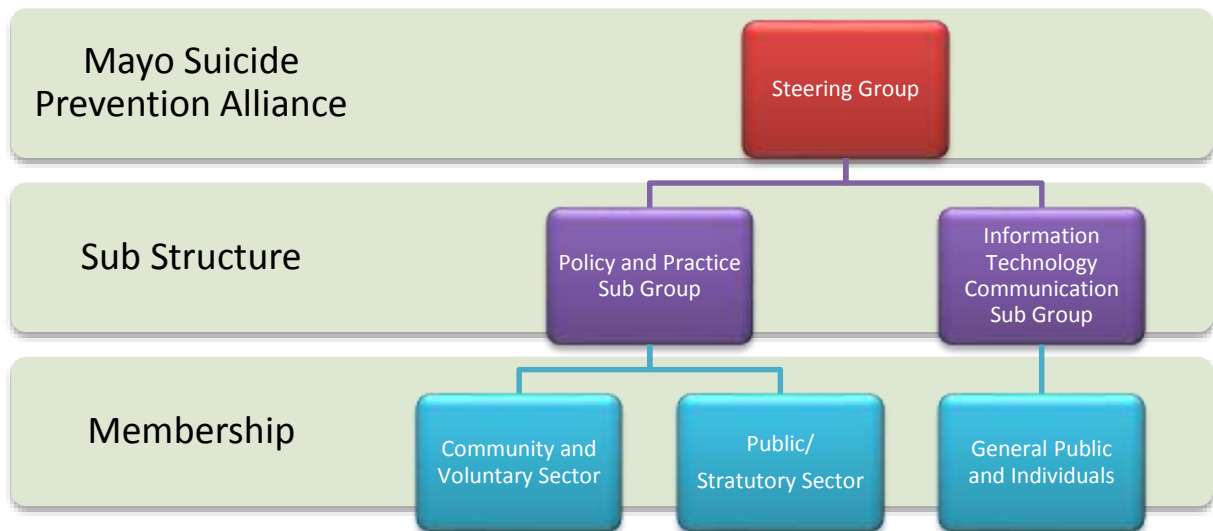 Mayo Suicide
Prevention Alliance
Steering Group
Sub Structure
Policy and Practice
Sub Group
Information
Technology
Communication
Sub Group
Membership
Community and
Voluntary Sector
Public/
Stratutory Sector
General Public
and Individuals